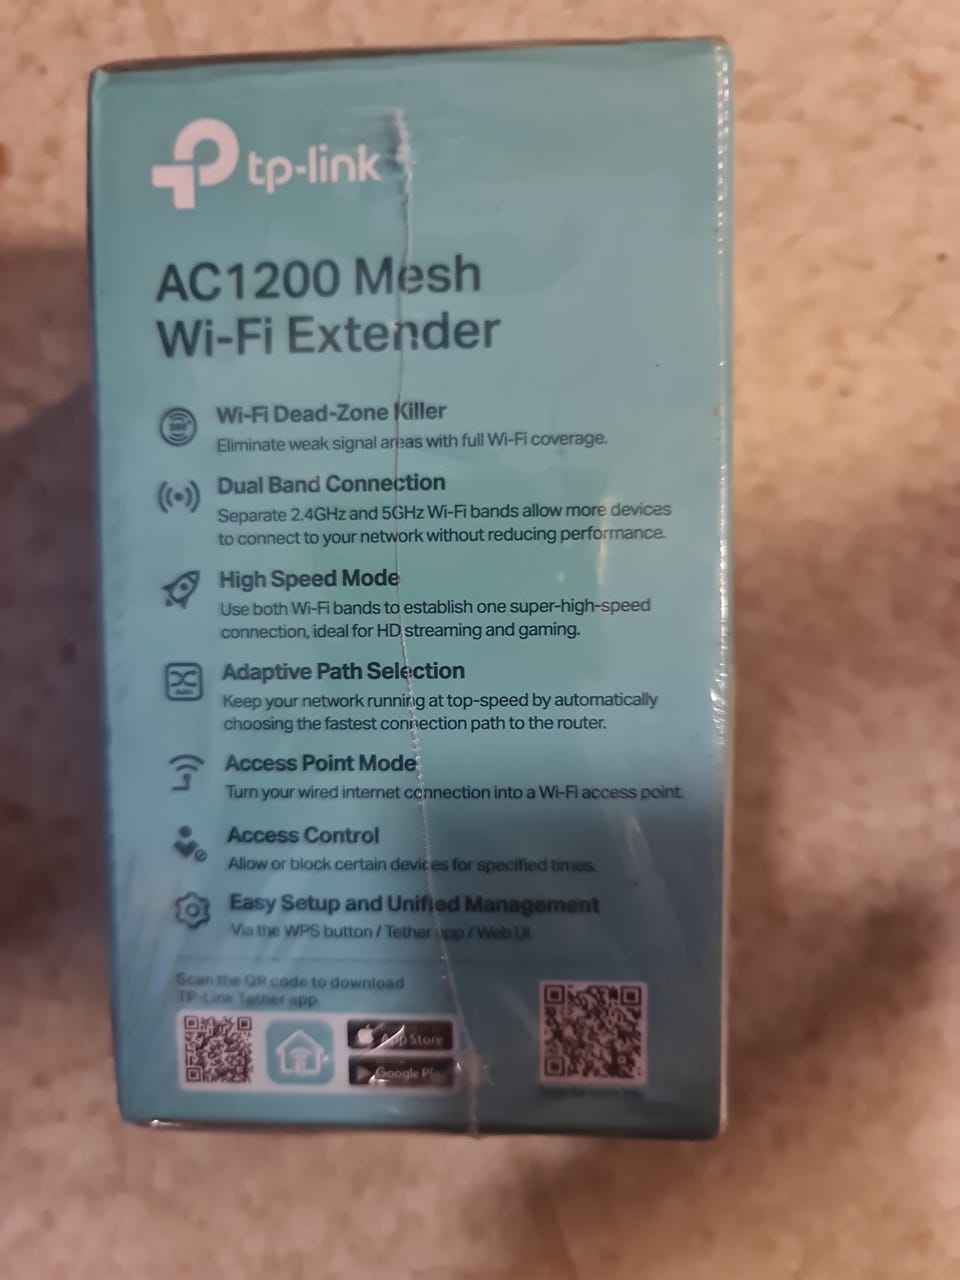 tp-link
AC1200 Mesh
Wi-Fi Extender
360°
Wi-Fi Dead-Zone Killer
Eliminate weak signal areas with full Wi-Fi coverage.
Dual Band Connection
Separate 2.4GHz and 5GHz Wi-Fi bands allow more devices
to connect to your network without reducing performance.
High Speed Mode
Use both Wi-Fi bands to establish one super-high-speed
connection, ideal for HD streaming and gaming.
Auto
Adaptive Path Selection
Keep your network running at top-speed by automatically
choosing the fastest connection path to the router.
Access Point Mode
Turn your wired internet connection into a Wi-Fi access point.
Access Control
Allow or block certain devices for specified times.
Easy Setup and Unified Management
Via the WPS button / Tether app / Web UI
Scan the QR code to download
TP-Link Tether app.
App Store
Google Play